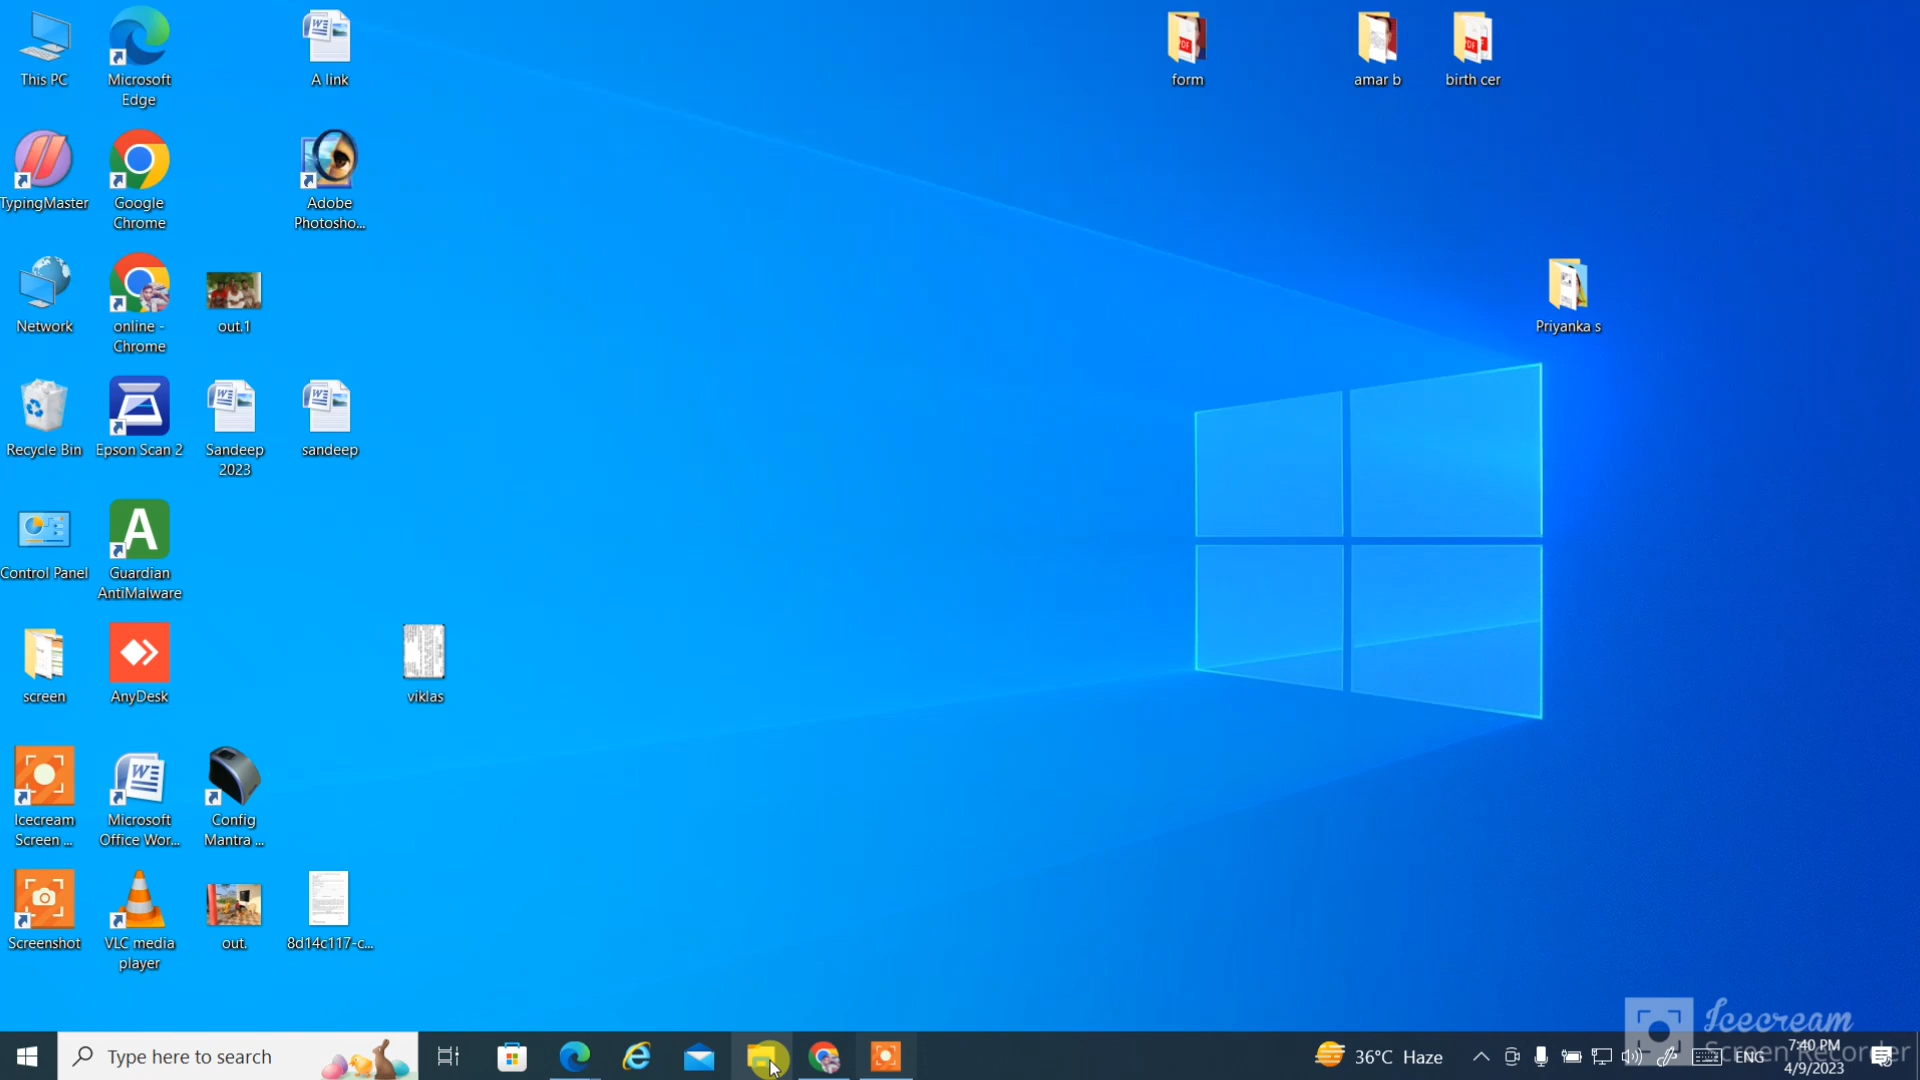 This PC
Microsoft
Edge
A link
form
amar b
birth cer
TypingMaster
Google
Chrome
Adobe
Photosho...
Network
online -
Chrome
out.1
Priyanka s
Recycle Bin
Epson Scan 2
Sandeep
2023
sandeep
Control Panel
Guardian
AntiMalware
screen
AnyDesk
viklas
Icecream
Screen ...
Microsoft
Office Wor...
Config
Mantra ...
Screenshot
VLC media
player
out.
8d14c117-c...
Icecream
Screen Recorder
Type here to search
36°C Haze
ENG
7:40 PM
4/9/2023